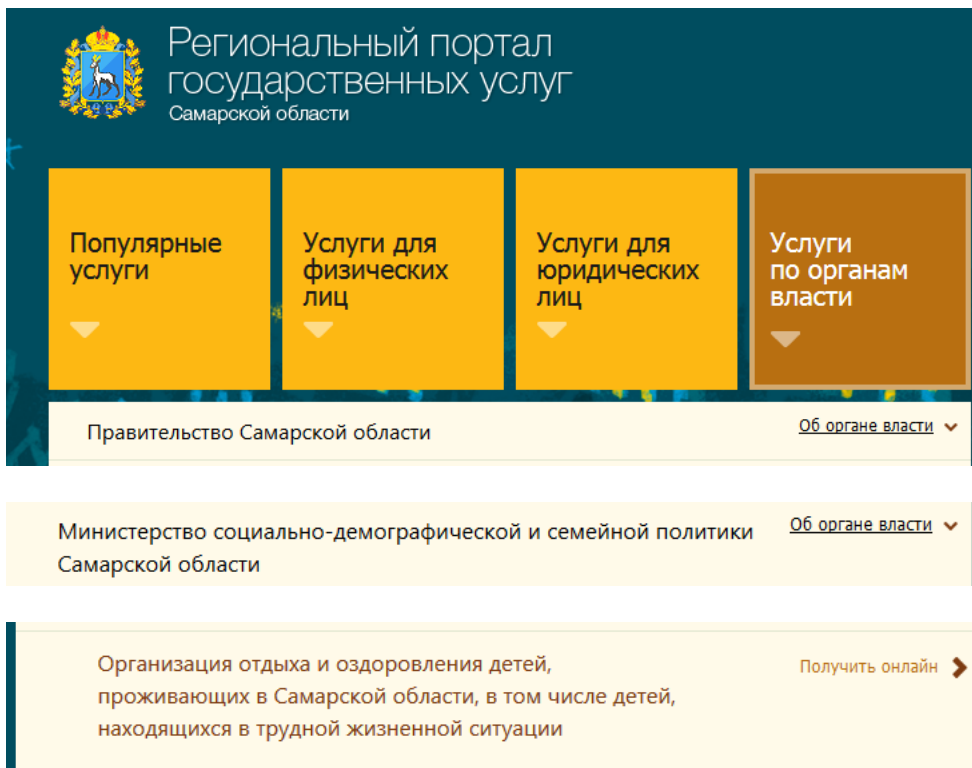 Региональный портал
государственных услуг
Самарской области
Популярные
услуги
Услуги для
физических
лиц
Услуги для
юридических
лиц
Услуги
по органам
власти
Правительство Самарской области
Об органе власти
Министерство социально-демографической и семейной политики
Самарской области
Об органе власти
Организация отдыха и оздоровления детей,
проживающих в Самарской области, в том числе детей,
находящихся в трудной жизненной ситуации
Получить онлайн